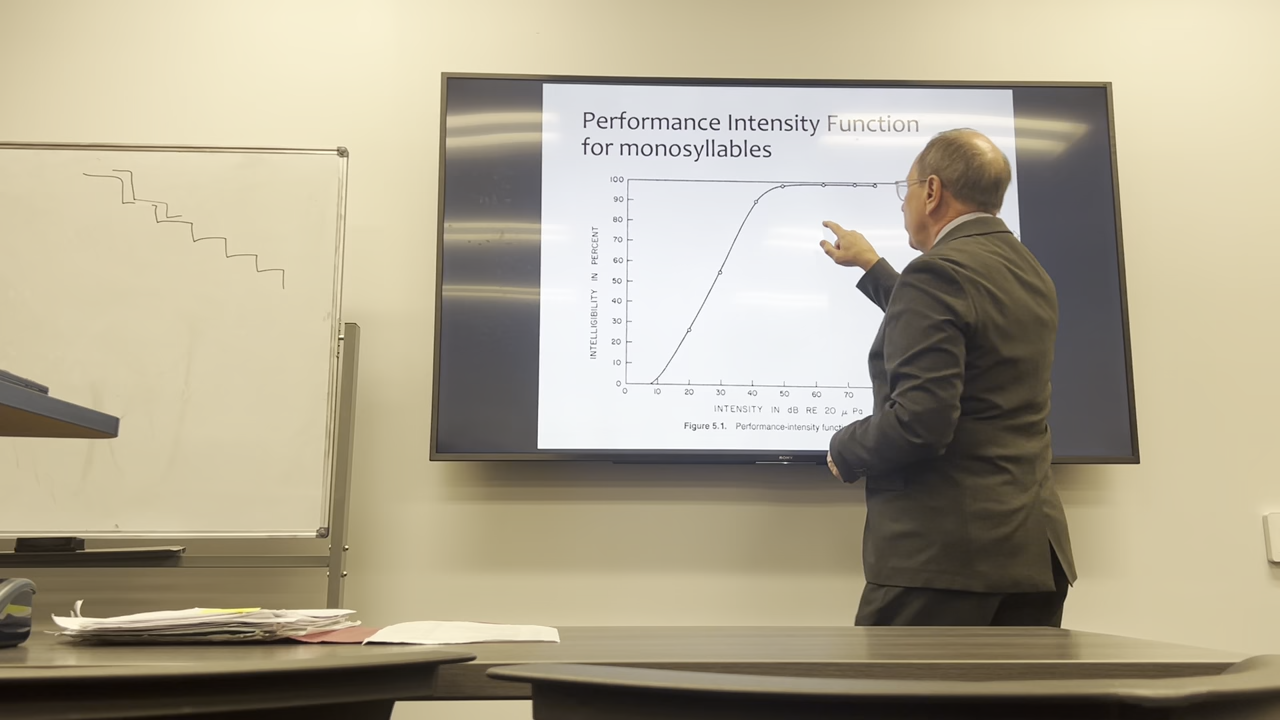 Performance Intensity Function
for monosyllables
100
90
80
70
60
50
40
30
20
10
0
INTELLIGIBILITY IN PERCENT
0 10 20 30 40 50 60 70
INTENSITY IN dB RE 20 μ Pa
Figure 5.1. Performance-intensity
SONY